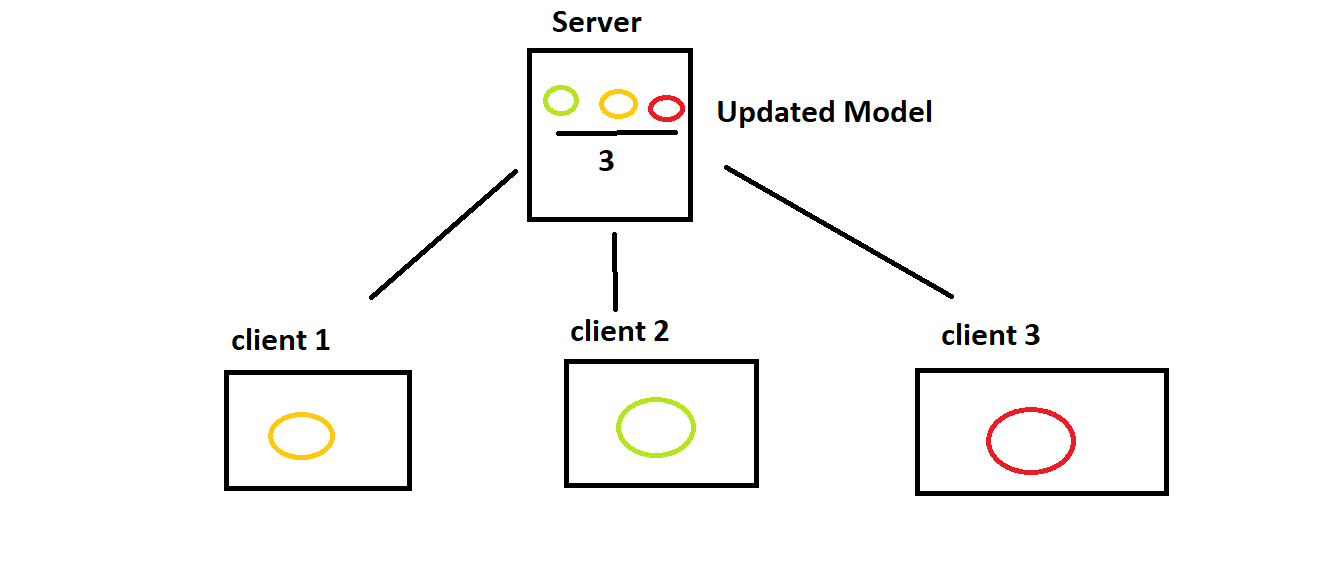 Server
Updated Model
3
client 1
client 2
client 3